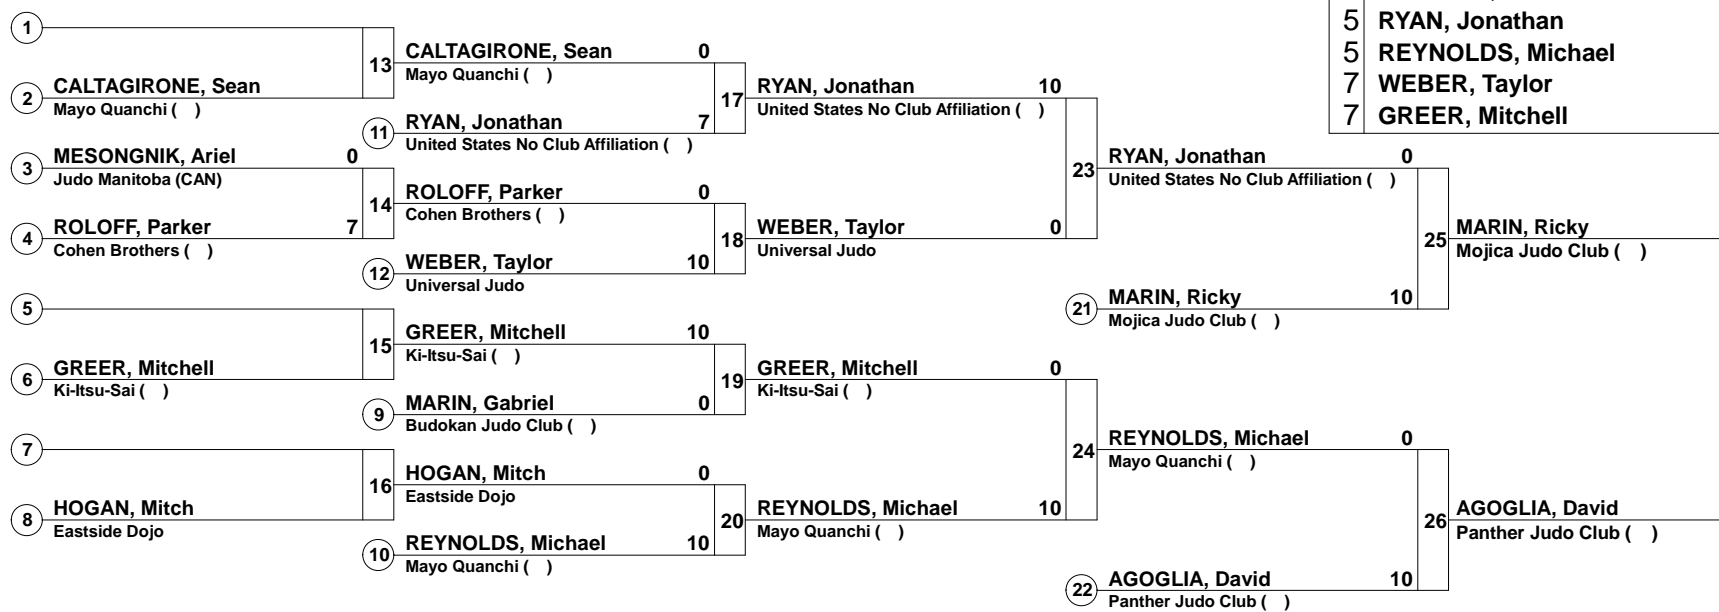 5 RYAN, Jonathan
5 REYNOLDS, Michael
7 WEBER, Taylor
7 GREER, Mitchell
1
2 CALTAGIRONE, Sean
Mayo Quanchi ( )
3 MESONGNIK, Ariel 0
Judo Manitoba (CAN)
4 ROLOFF, Parker 7
Cohen Brothers ( )
5
6 GREER, Mitchell
Ki-Itsu-Sai ( )
7
8 HOGAN, Mitch
Eastside Dojo
13 CALTAGIRONE, Sean 0
Mayo Quanchi ( )
11 RYAN, Jonathan 7
United States No Club Affiliation ( )
14 ROLOFF, Parker 0
Cohen Brothers ( )
12 WEBER, Taylor 10
Universal Judo
15 GREER, Mitchell 10
Ki-Itsu-Sai ( )
9 MARIN, Gabriel 0
Budokan Judo Club ( )
16 HOGAN, Mitch 0
Eastside Dojo
10 REYNOLDS, Michael 10
Mayo Quanchi ( )
17 RYAN, Jonathan 10
United States No Club Affiliation ( )
18 WEBER, Taylor 0
Universal Judo
19 GREER, Mitchell 0
Ki-Itsu-Sai ( )
20 REYNOLDS, Michael 10
Mayo Quanchi ( )
23 RYAN, Jonathan 0
United States No Club Affiliation ( )
21 MARIN, Ricky 10
Mojica Judo Club ( )
24 REYNOLDS, Michael 0
Mayo Quanchi ( )
22 AGOGLIA, David 10
Panther Judo Club ( )
25 MARIN, Ricky
Mojica Judo Club ( )
26 AGOGLIA, David
Panther Judo Club ( )